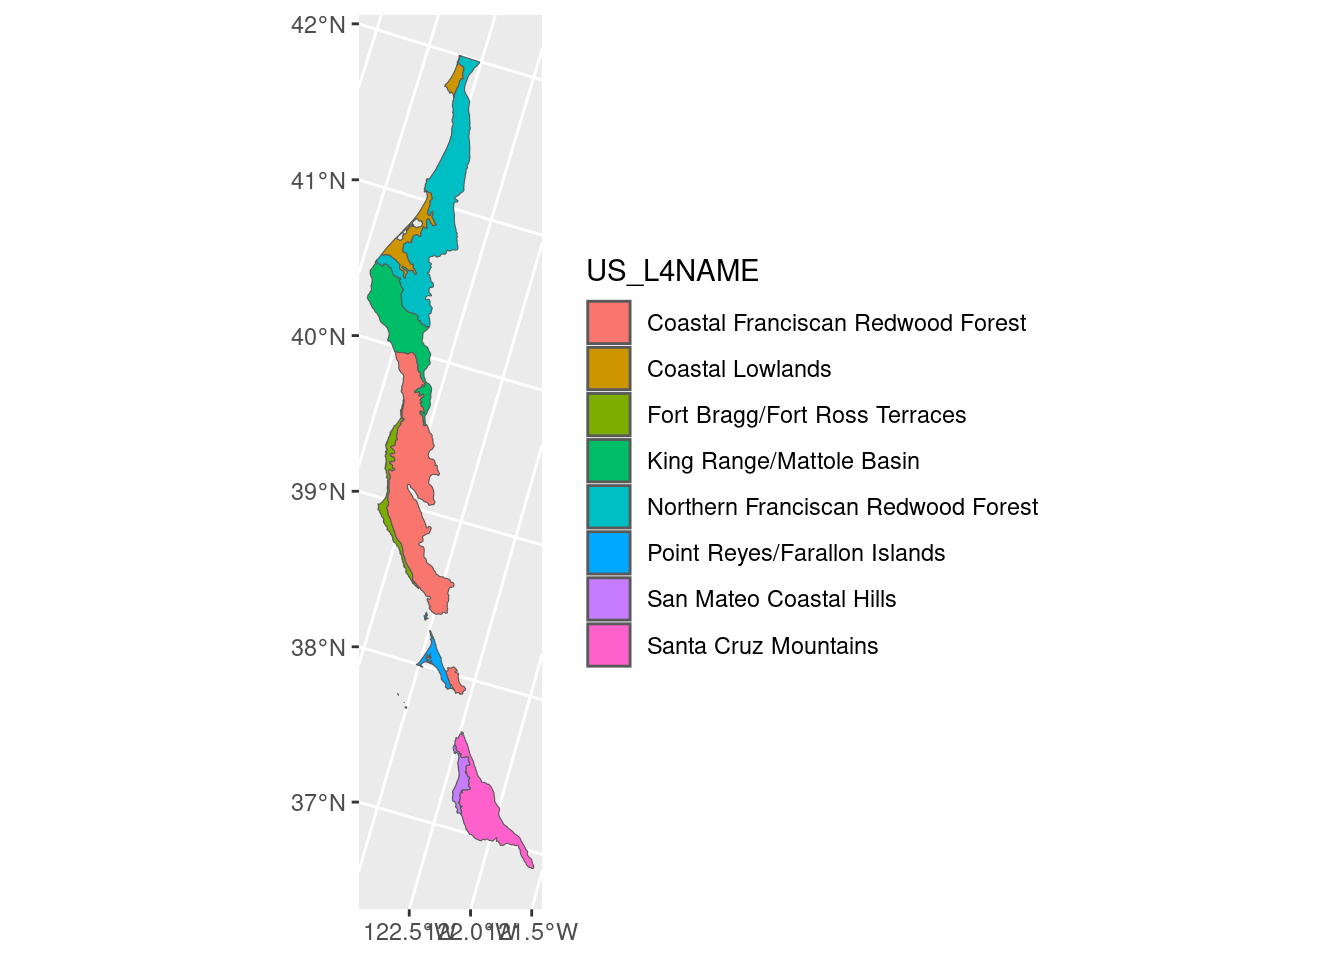 42°N
41°N
40°N
39°N
38°N
37°N
122.5°W
122.0°W
121.5°W
US_L4NAME
Coastal Franciscan Redwood Forest
Coastal Lowlands
Fort Bragg/Fort Ross Terraces
King Range/Mattole Basin
Northern Franciscan Redwood Forest
Point Reyes/Farallon Islands
San Mateo Coastal Hills
Santa Cruz Mountains